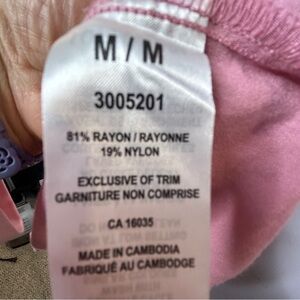 M / M
3005201
81% RAYON / RAYONNE
19% NYLON
EXCLUSIVE OF TRIM
GARNITURE NON COMPRISE
CA 16035
MADE IN CAMBODIA
FABRIQUÉ AU CAMBODGE